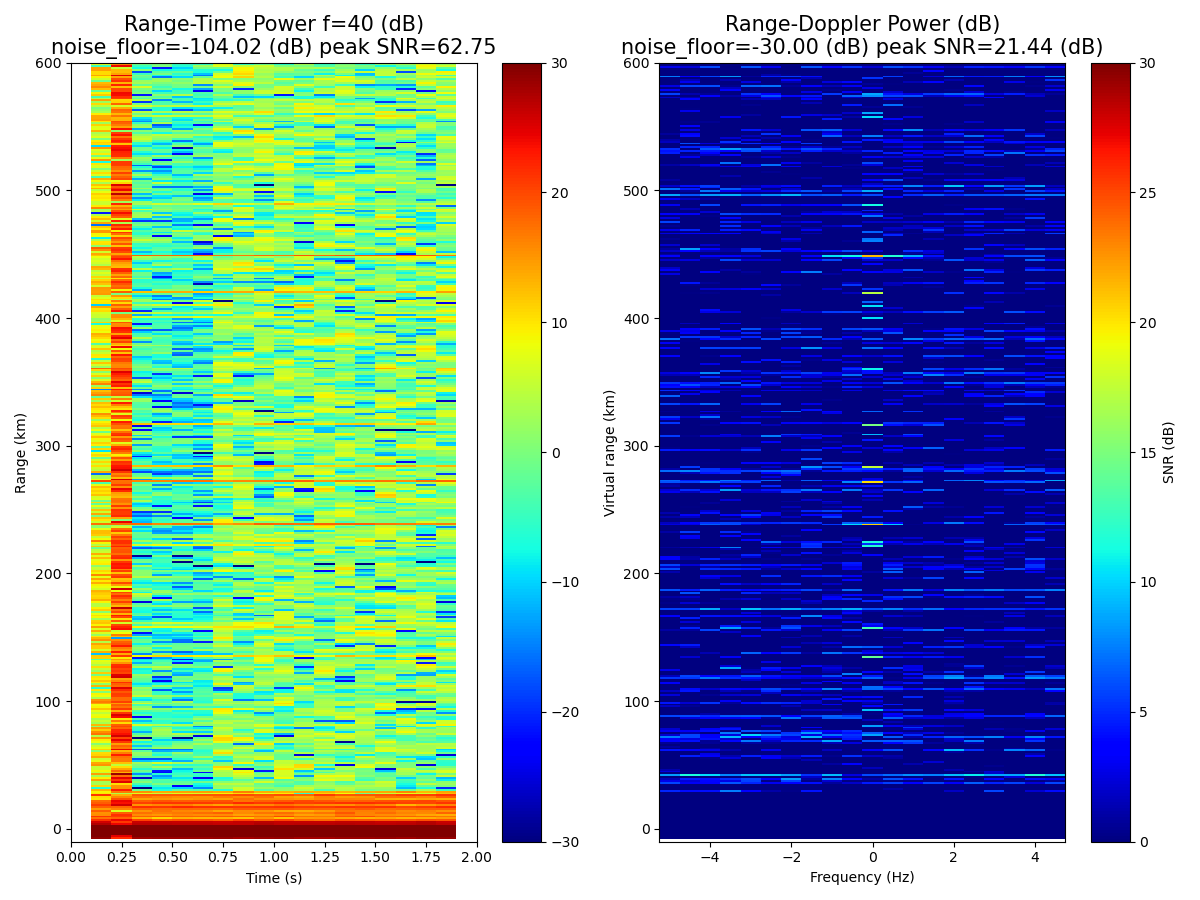 Range-Time Power f=40 (dB)
noise_floor=-104.02 (dB) peak SNR=62.75
Range (km)
600
500
400
300
200
100
0
0.00 0.25 0.50 0.75 1.00 1.25 1.50 1.75 2.00
Time (s)
30
20
10
0
−10
−20
−30
Range-Doppler Power (dB)
noise_floor=-30.00 (dB) peak SNR=21.44 (dB)
Virtual range (km)
600
500
400
300
200
100
0
−4 −2 0 2 4
Frequency (Hz)
30
25
20
15
10
5
0
SNR (dB)